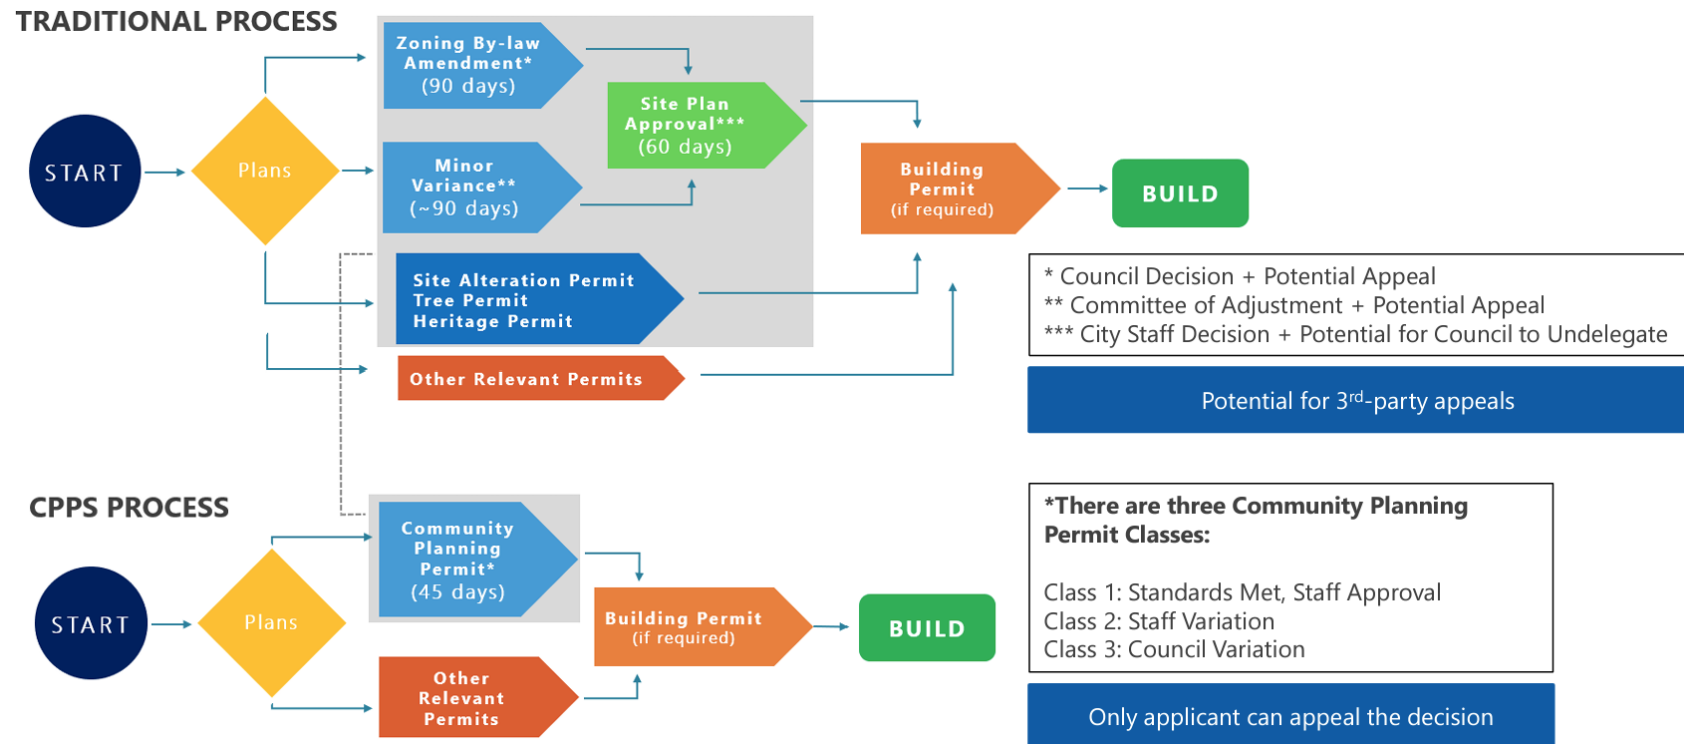 TRADITIONAL PROCESS
START
Plans
Zoning By-law
Amendment*
(90 days)
Minor
Variance**
(~90 days)
Site Plan
Approval***
(60 days)
Site Alteration Permit
Tree Permit
Heritage Permit
Other Relevant Permits
Building
Permit
(if required)
BUILD
* Council Decision + Potential Appeal
** Committee of Adjustment + Potential Appeal
*** City Staff Decision + Potential for Council to Undelegate
Potential for 3rd-party appeals
CPPS PROCESS
START
Plans
Community
Planning
Permit*
(45 days)
Other
Relevant
Permits
Building Permit
(if required)
BUILD
*There are three Community Planning
Permit Classes:
Class 1: Standards Met, Staff Approval
Class 2: Staff Variation
Class 3: Council Variation
Only applicant can appeal the decision